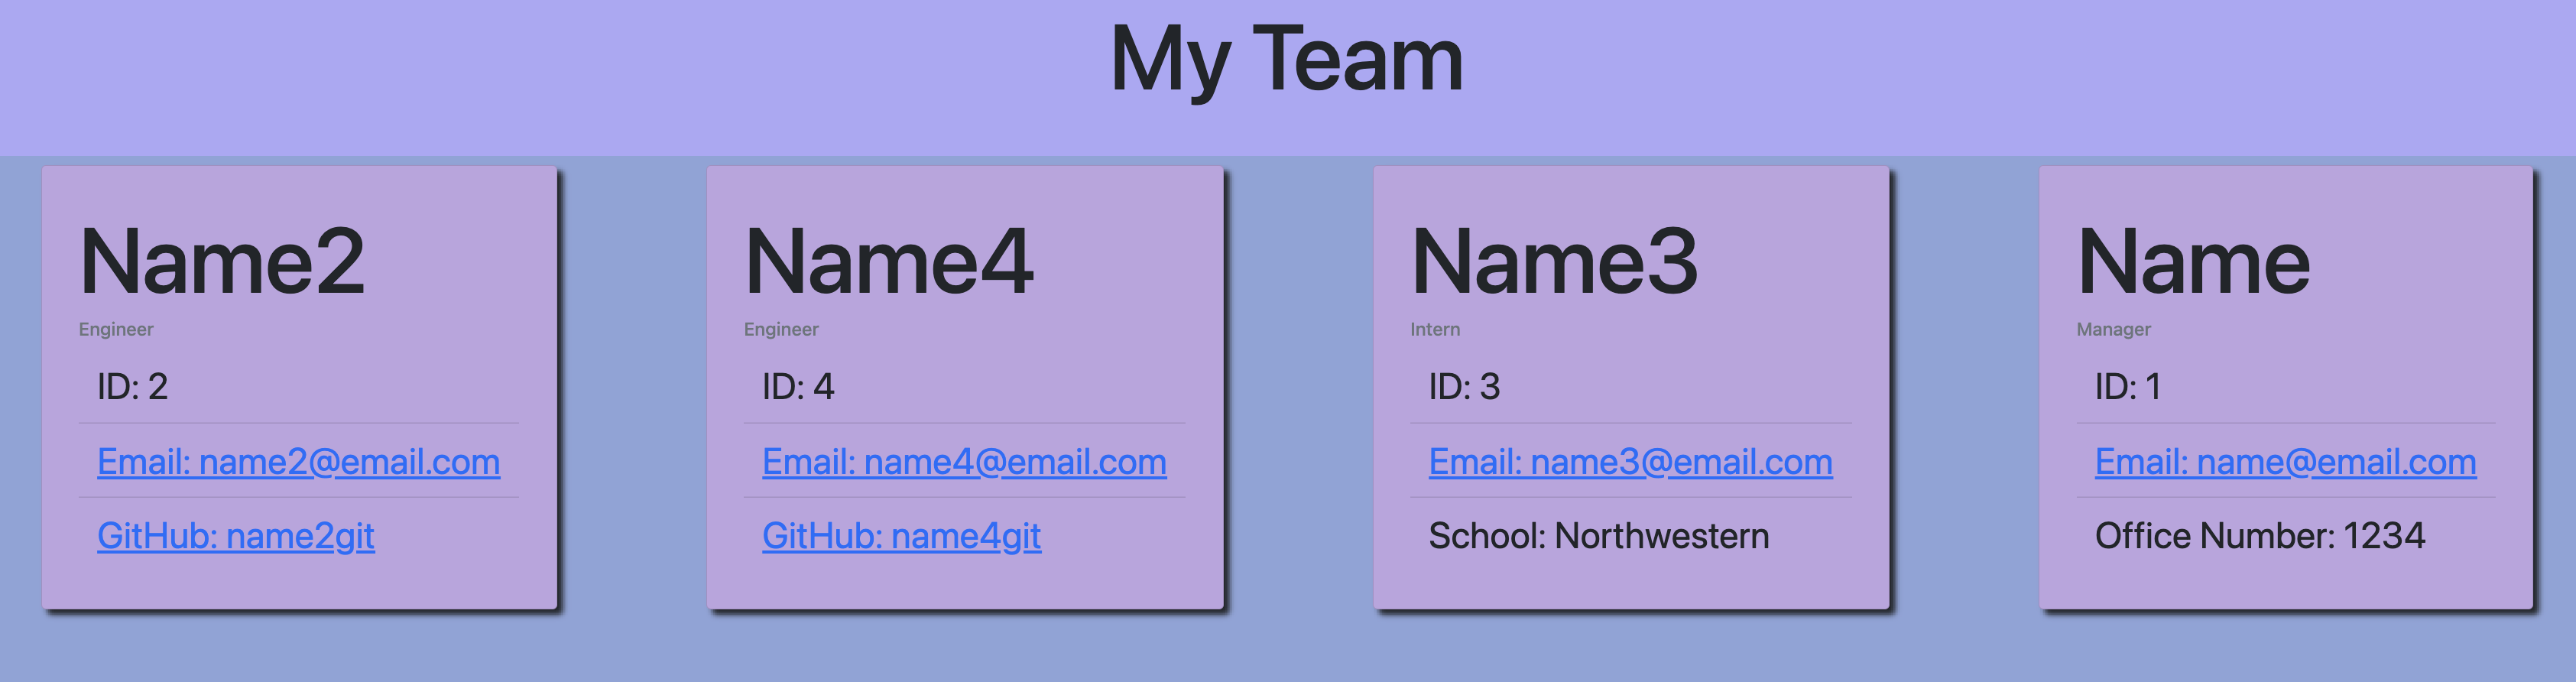 My Team
Name2
Engineer
ID: 2
Email: name2@email.com
GitHub: name2git
Name4
Engineer
ID: 4
Email: name4@email.com
GitHub: name4git
Name3
Intern
ID: 3
Email: name3@email.com
School: Northwestern
Name
Manager
ID: 1
Email: name@email.com
Office Number: 1234